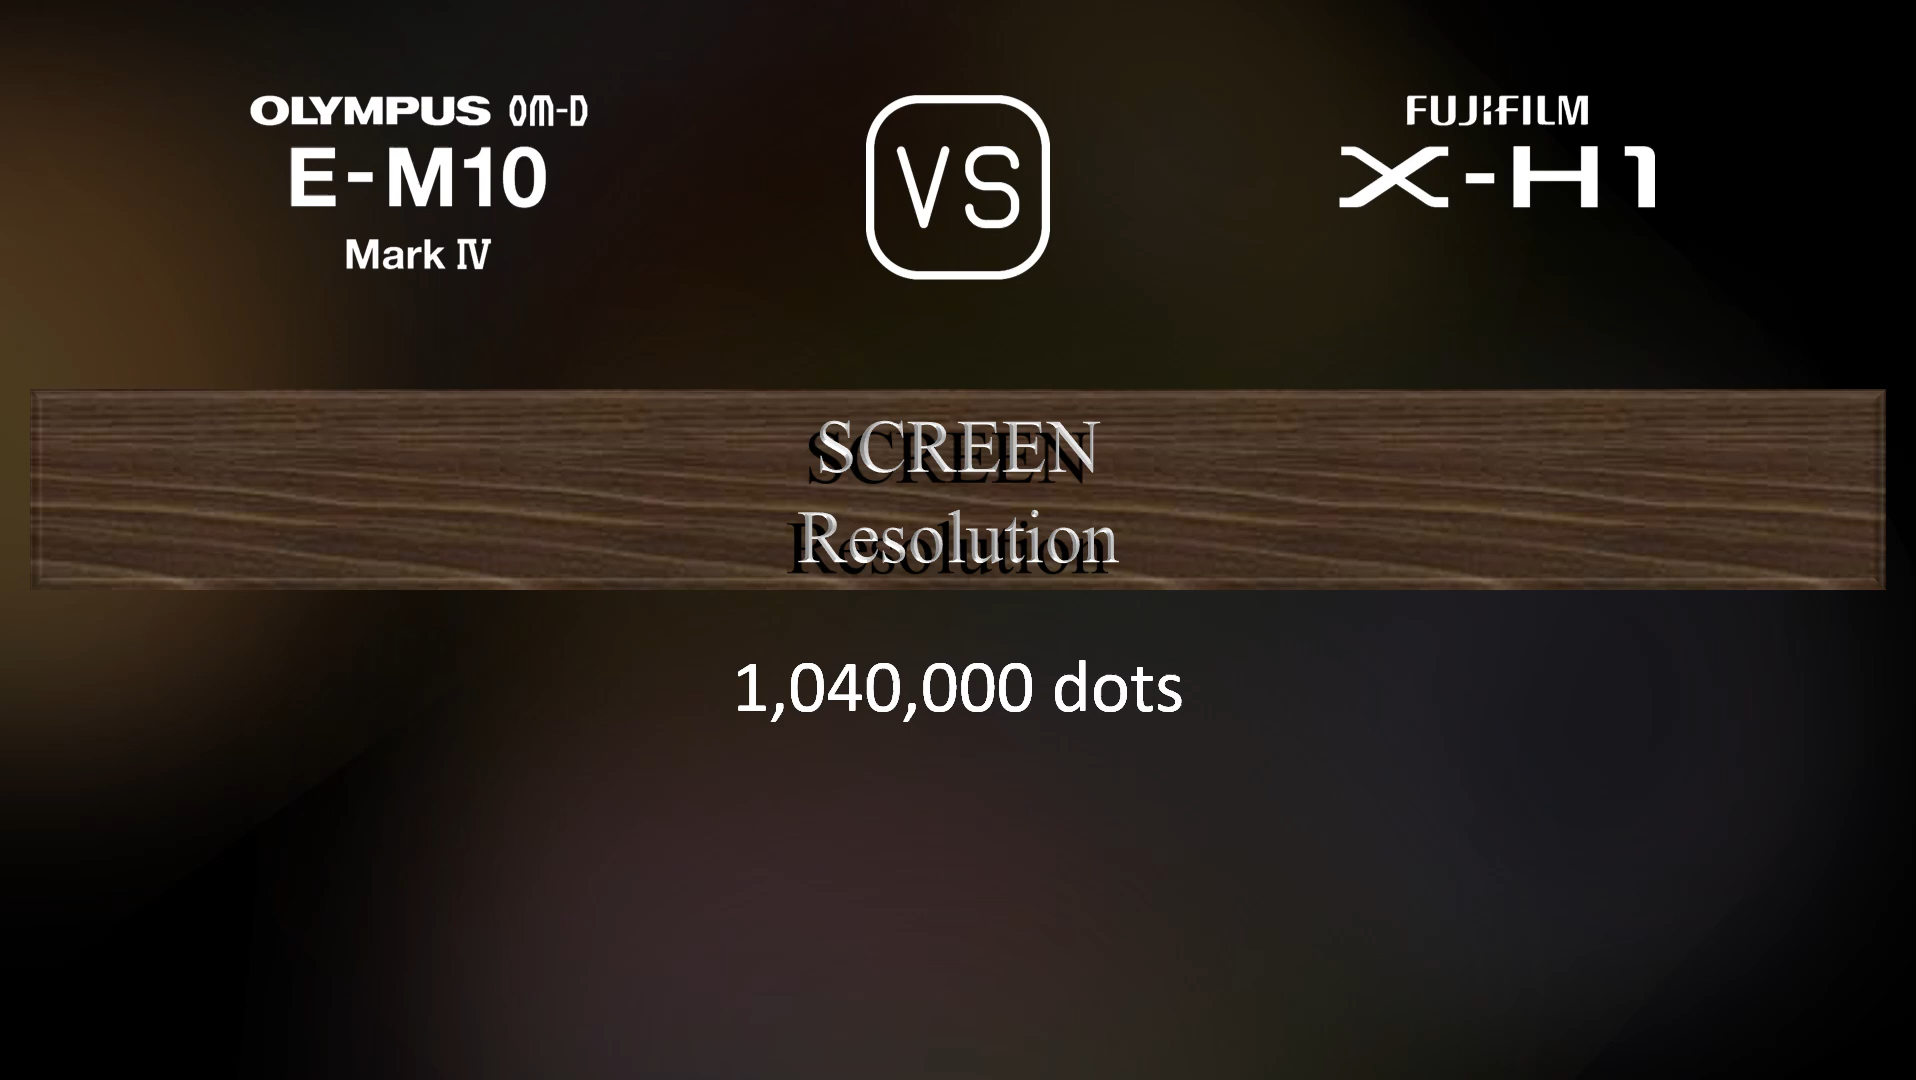 OLYMPUS OM-D
E-M10
Mark IV
VS
FUJIFILM
X-H1
SCREEN
Resolution
1,040,000 dots